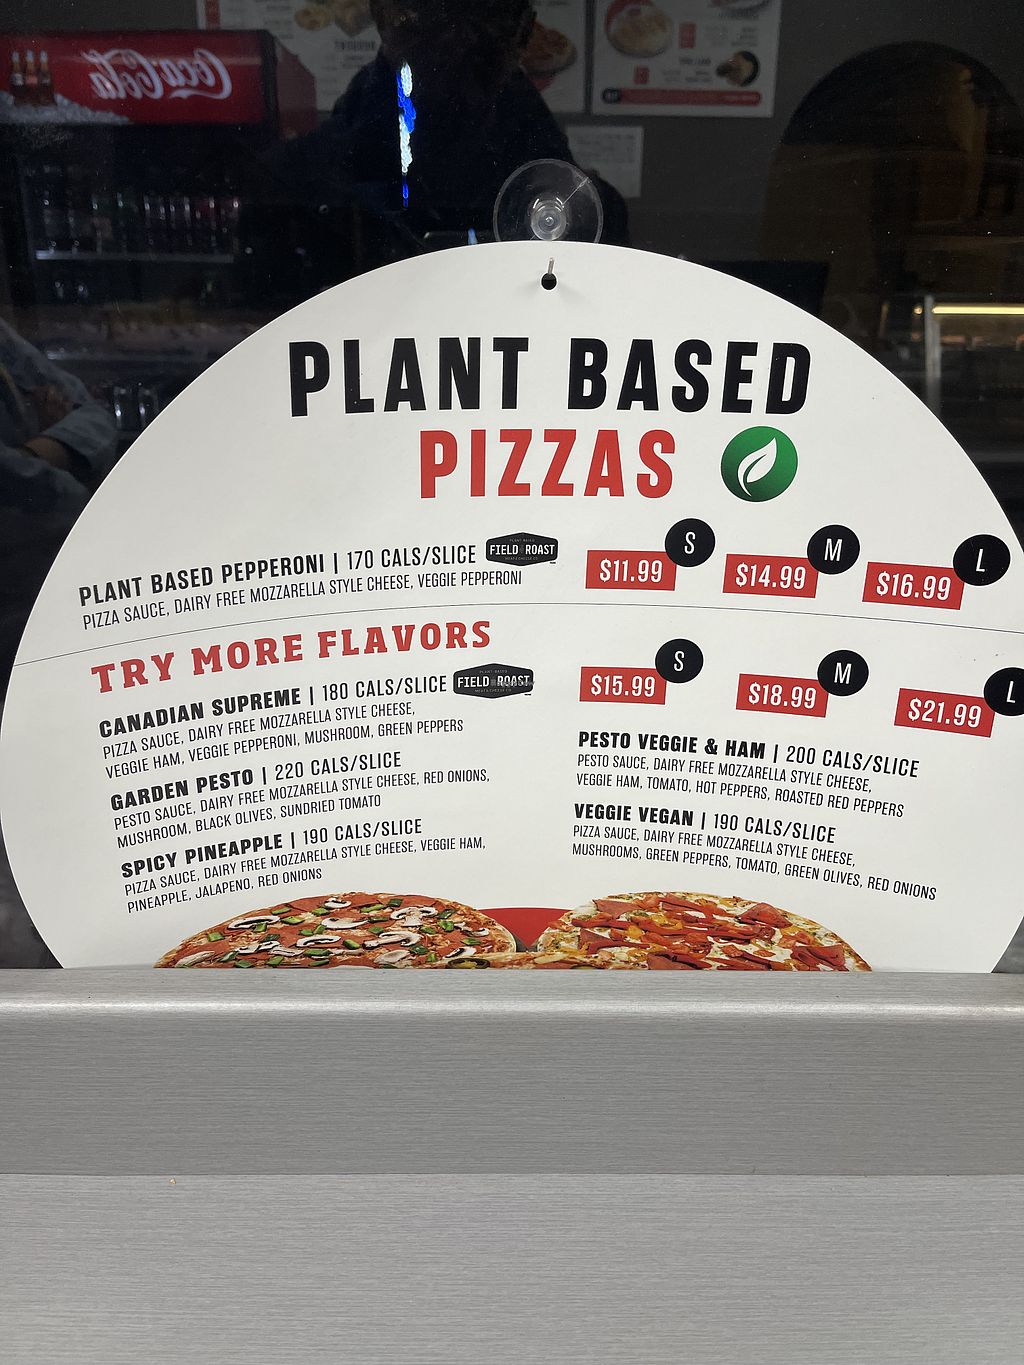 Coca-Cola
PLANT BASED
PIZZAS
PLANT BASED PEPPERONI | 170 CALS/SLICE
FIELD ROAST
PIZZA SAUCE, DAIRY FREE MOZZARELLA STYLE CHEESE, VEGGIE PEPPERONI
S M L
$11.99 $14.99 $16.99
TRY MORE FLAVORS
S M L
$15.99 $18.99 $21.99
CANADIAN SUPREME | 180 CALS/SLICE
FIELD ROAST
PIZZA SAUCE, DAIRY FREE MOZZARELLA STYLE CHEESE,
VEGGIE HAM, VEGGIE PEPPERONI, MUSHROOM, GREEN PEPPERS
GARDEN PESTO | 220 CALS/SLICE
PESTO SAUCE, DAIRY FREE MOZZARELLA STYLE CHEESE, RED ONIONS,
MUSHROOM, BLACK OLIVES, SUNDRIED TOMATO
SPICY PINEAPPLE | 190 CALS/SLICE
PIZZA SAUCE, DAIRY FREE MOZZARELLA STYLE CHEESE, VEGGIE HAM,
PINEAPPLE, JALAPENO, RED ONIONS
PESTO VEGGIE & HAM | 200 CALS/SLICE
PESTO SAUCE, DAIRY FREE MOZZARELLA STYLE CHEESE,
VEGGIE HAM, TOMATO, HOT PEPPERS, ROASTED RED PEPPERS
VEGGIE VEGAN | 190 CALS/SLICE
PIZZA SAUCE, DAIRY FREE MOZZARELLA STYLE CHEESE,
MUSHROOMS, GREEN PEPPERS, TOMATO, GREEN OLIVES, RED ONIONS